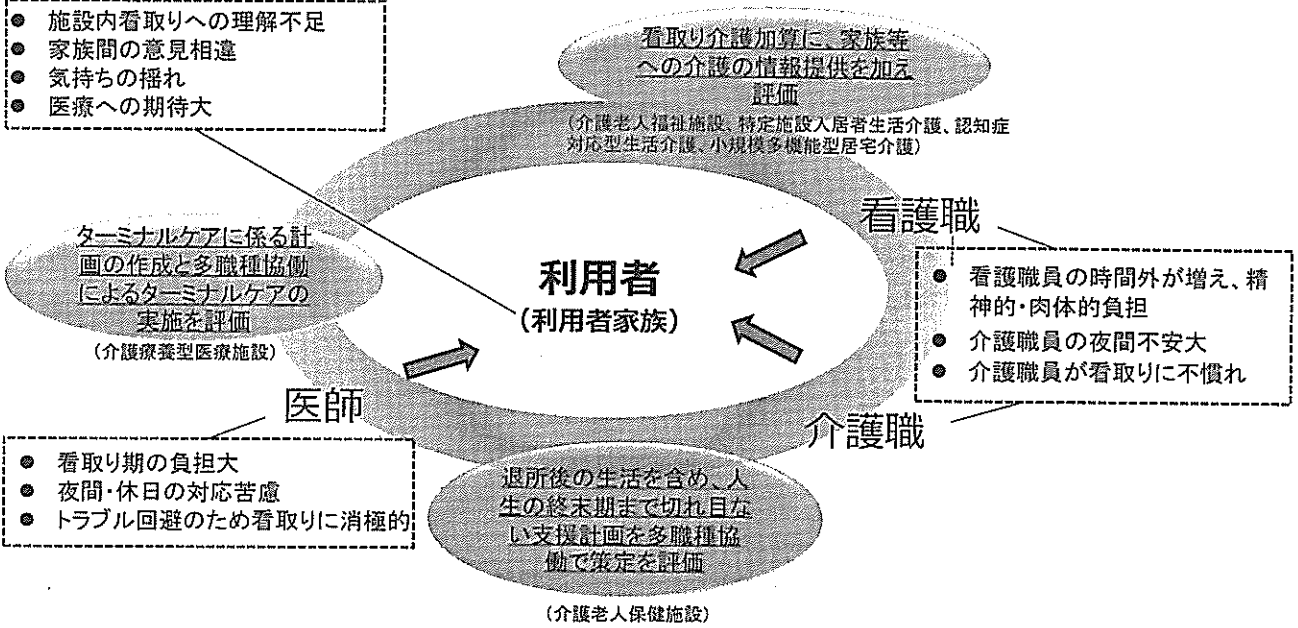 ● 施設内看取りへの理解不足
● 家族間の意見相違
● 気持ちの揺れ
● 医療への期待大
看取り介護加算に、家族等
への介護の情報提供を加え
評価
(介護老人福祉施設、特定施設入居者生活介護、認知症
対応型生活介護、小規模多機能型居宅介護)
ターミナルケアに係る計
画の作成と多職種協働
によるターミナルケアの
実施を評価
(介護療養型医療施設)
利用者
(利用者家族)
看護職
● 看護職員の時間外が増え、精
神的・肉体的負担
● 介護職員の夜間不安大
● 介護職員が看取りに不慣れ
医師
介護職
● 看取り期の負担大
● 夜間・休日の対応苦慮
● トラブル回避のため看取りに消極的
退所後の生活を含め、人
生の終末期まで切れ目な
い支援計画を多職種協
働で策定を評価
(介護老人保健施設)